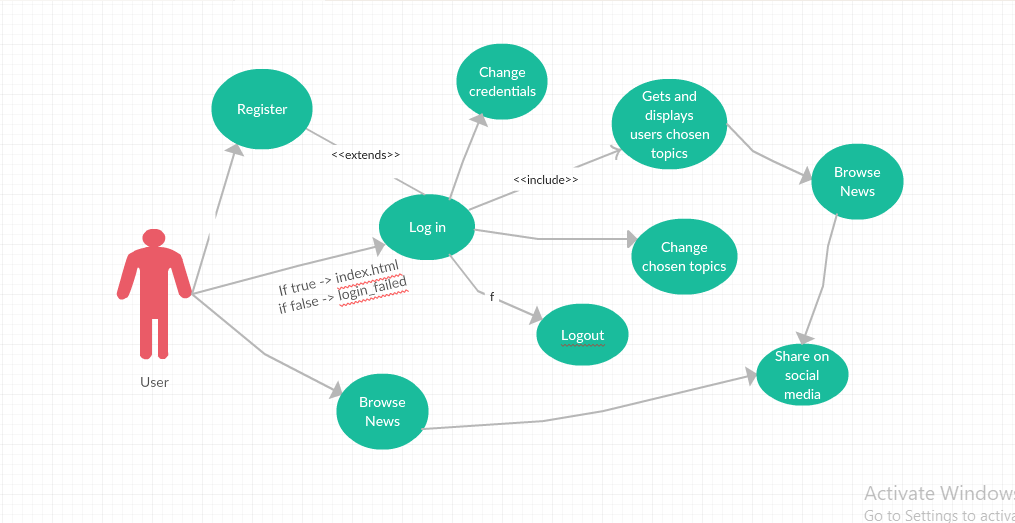 Change
credentials
Register
Gets and
displays
users chosen
topics
<<extends>>
<<include>>
Browse
News
Log in
Change
chosen topics
If true -> index.html
if false -> login_failed
f
Logout
User
Share on
social
media
Browse
News
Activate Windows
Go to Settings to activa